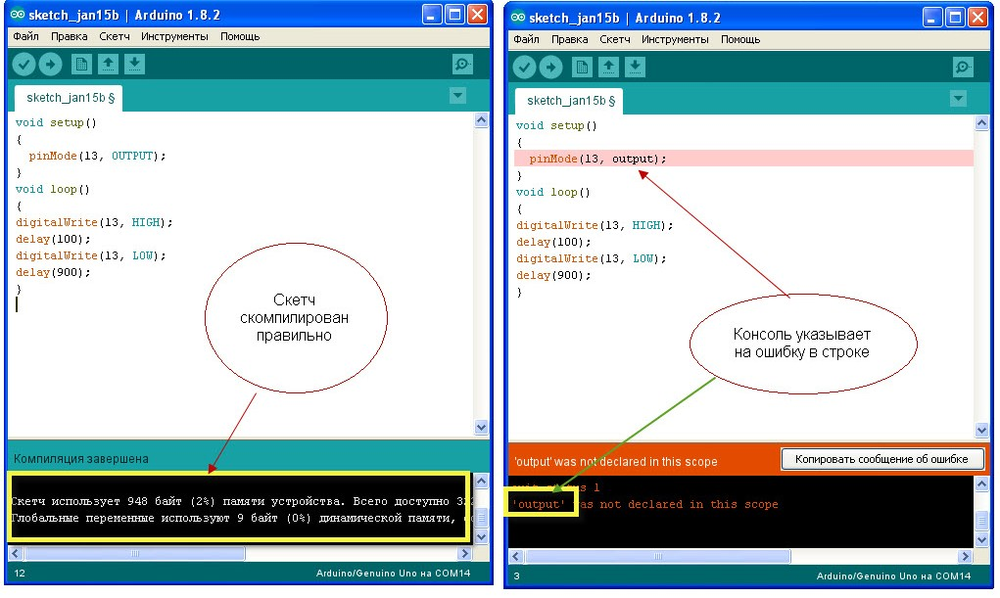 sketch_jan15b | Arduino 1.8.2
Файл Правка Скетч Инструменты Помощь
sketch_jan15b §
void setup()
{
pinMode(13, OUTPUT);
}
void loop()
{
digitalWrite(13, HIGH);
delay(100);
digitalWrite(13, LOW);
delay(900);
}
Скетч
скомпилирован
правильно
Компиляция завершена
Скетч использует 948 байт (2%) памяти устройства. Всего доступно
Глобальные переменные используют 9 байт (0%) динамической памяти,
12
Arduino/Genuino Uno на COM14
sketch_jan15b | Arduino 1.8.2
Файл Правка Скетч Инструменты Помощь
sketch_jan15b §
void setup()
{
pinMode(13, output);
}
void loop()
{
digitalWrite(13, HIGH);
delay(100);
digitalWrite(13, LOW);
delay(900);
}
Консоль указывает
на ошибку в строке
'output' was not declared in this scope
Копировать сообщение об ошибке
1
'output' was not declared in this scope
3
Arduino/Genuino Uno на COM14